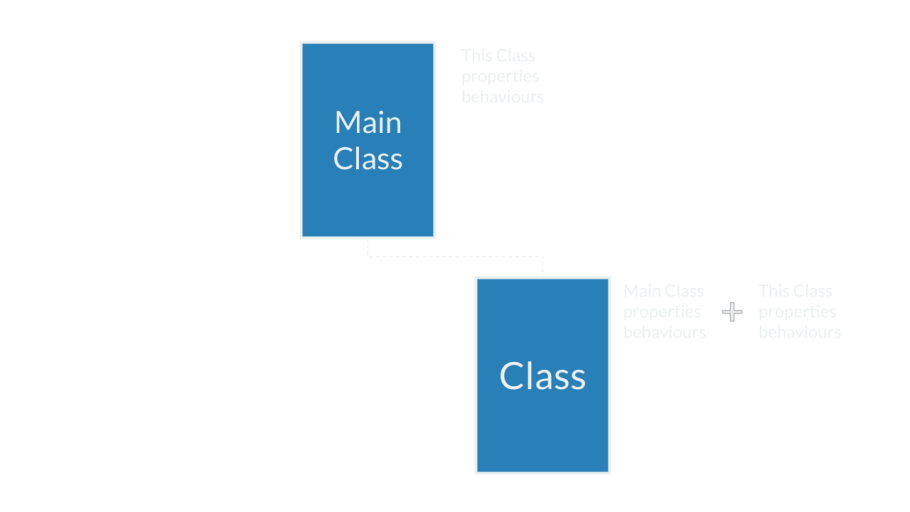 This Class
properties
behaviours
Main
Class
Main Class
properties
behaviours
This Class
properties
behaviours
Class